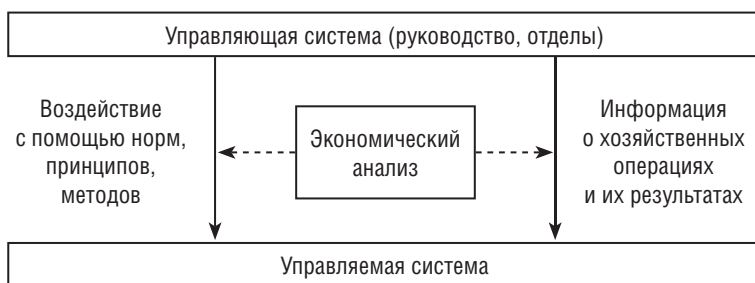 Управляющая система (руководство, отделы)
Воздействие
с помощью норм,
принципов,
методов
Экономический
анализ
Информация
о хозяйственных
операциях
и их результатах
Управляемая система